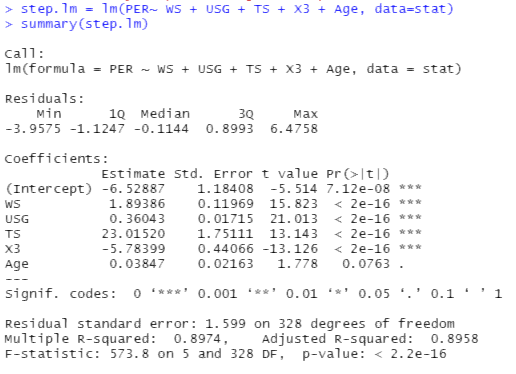 > step.lm = lm(PER~ WS + USG + TS + X3 + Age, data=stat)
> summary(step.lm)
Call:
lm(formula = PER ~ WS + USG + TS + X3 + Age, data = stat)
Residuals:
Min 1Q Median 3Q Max
-3.9575 -1.1247 -0.1144 0.8993 6.4758
Coefficients:
Estimate Std. Error t value Pr(>|t|)
(Intercept) -6.52887 1.18408 -5.514 7.12e-08 ***
WS 1.89386 0.11969 15.823 < 2e-16 ***
USG 0.36043 0.01715 21.013 < 2e-16 ***
TS 23.01520 1.75111 13.143 < 2e-16 ***
X3 -5.78399 0.44066 -13.126 < 2e-16 ***
Age 0.03847 0.02163 1.778 0.0763 .
---
Signif. codes: 0 ‘***’ 0.001 ‘**’ 0.01 ‘*’ 0.05 ‘.’ 0.1 ‘ ’ 1
Residual standard error: 1.599 on 328 degrees of freedom
Multiple R-squared: 0.8974, Adjusted R-squared: 0.8958
F-statistic: 573.8 on 5 and 328 DF, p-value: < 2.2e-16